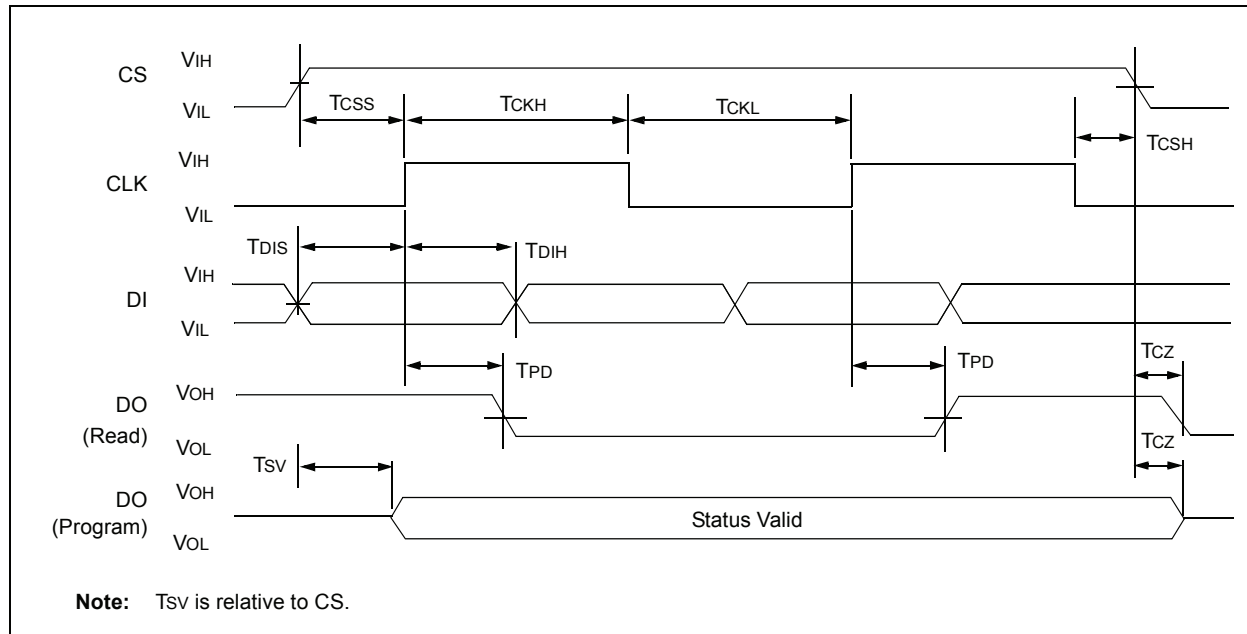 CS
VIH
VIL
TCSS
TCKH
TCKL
TCSH
CLK
VIH
VIL
TDIS
TDIH
DI
VIH
VIL
TPD
TPD
TCZ
DO
(Read)
VOH
VOL
TCZ
TSV
DO
(Program)
VOH
VOL
Status Valid
Note: TSV is relative to CS.